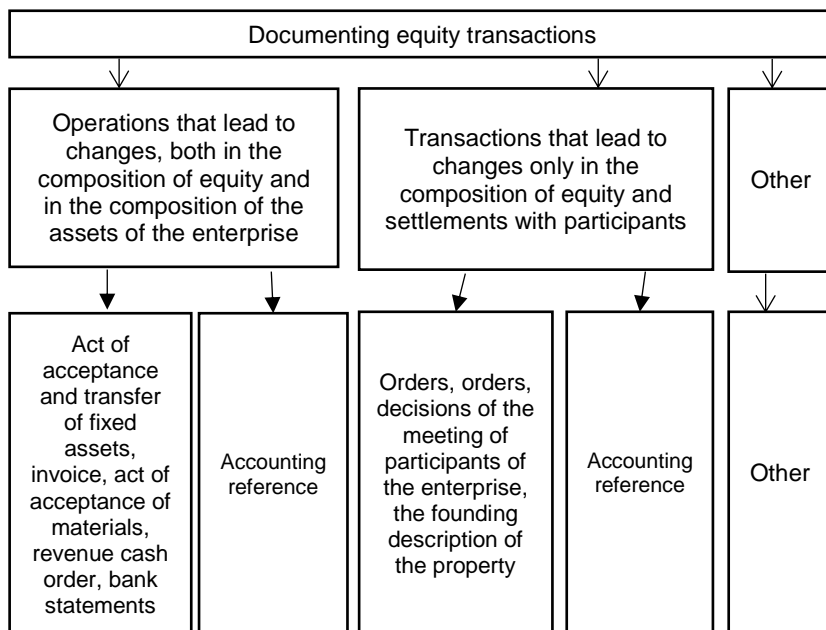 Documenting equity transactions
Operations that lead to
changes, both in the
composition of equity and
in the composition of the
assets of the enterprise
Transactions that lead to
changes only in the
composition of equity and
settlements with participants
Other
Act of
acceptance
and transfer
of fixed
assets,
invoice, act of
acceptance of
materials,
revenue cash
order, bank
statements
Accounting
reference
Orders, orders,
decisions of the
meeting of
participants of
the enterprise,
the founding
description of
the property
Accounting
reference
Other